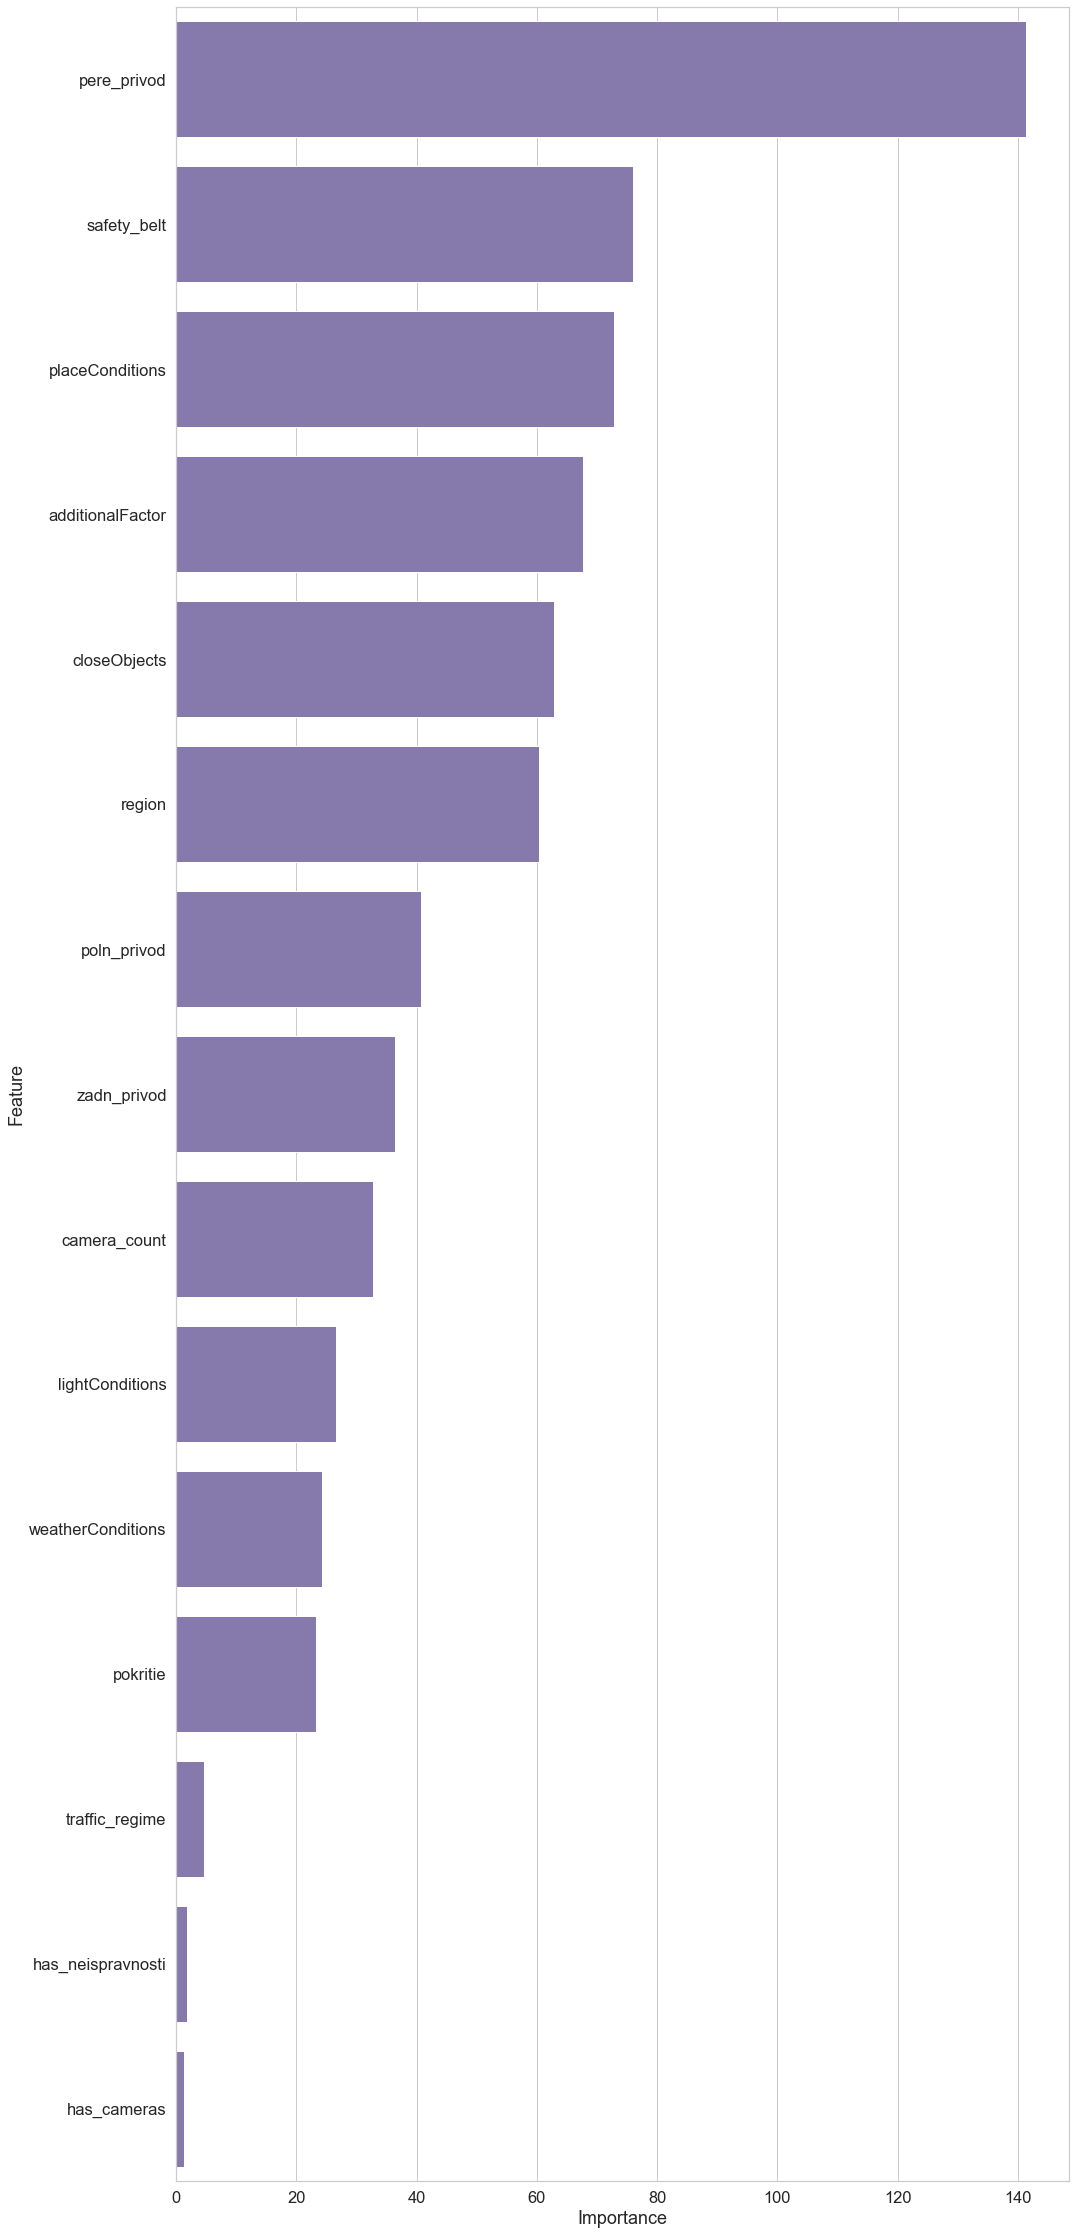 pere_privod
safety_belt
placeConditions
additionalFactor
closeObjects
region
poln_privod
zadn_privod
camera_count
lightConditions
weatherConditions
pokritie
traffic_regime
has_neispravnosti
has_cameras
Feature
0 20 40 60 80 100 120 140
Importance